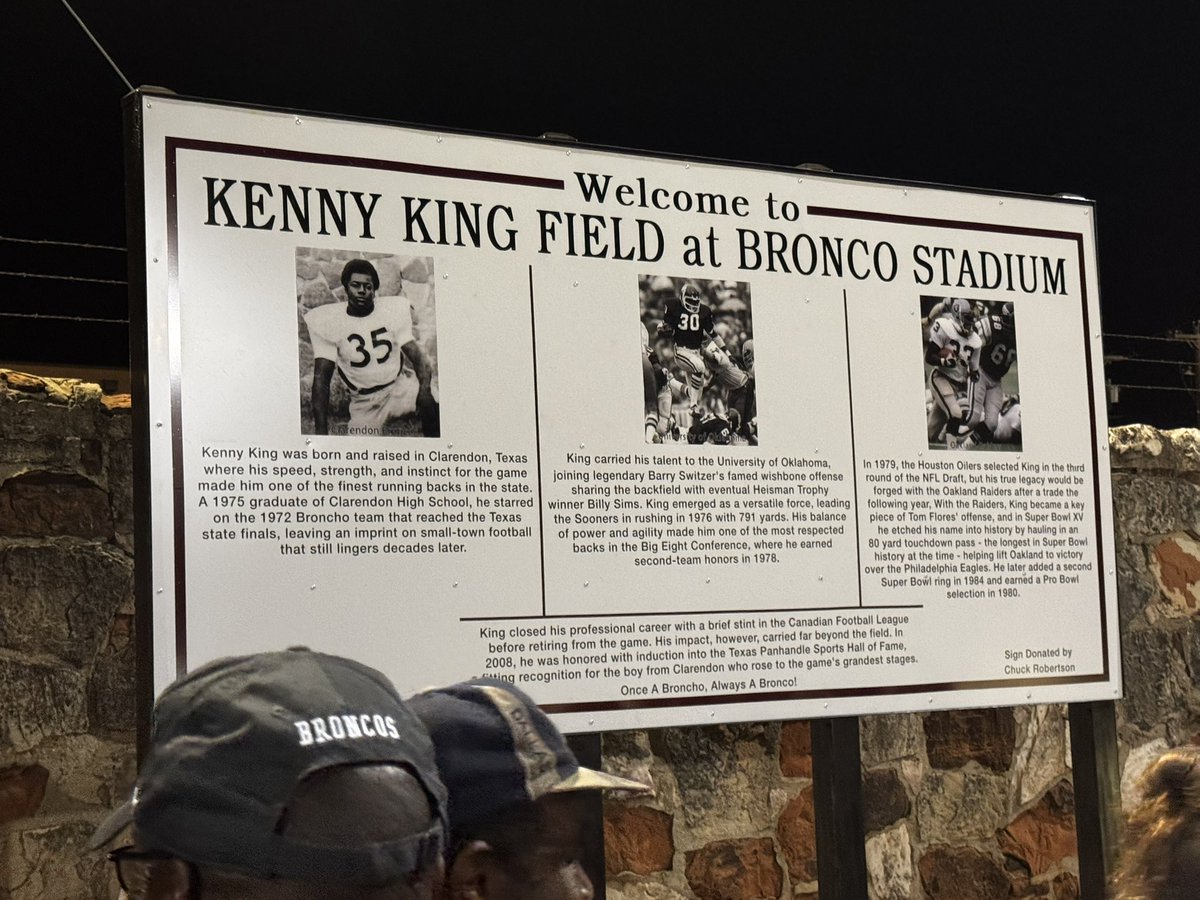 Welcome to
KENNY KING FIELD at BRONCO STADIUM
35
Clarendon
Kenny King was born and raised in Clarendon, Texas
where his speed, strength, and instinct for the game
made him one of the finest running backs in the state.
A 1975 graduate of Clarendon High School, he starred
on the 1972 Broncho team that reached the Texas
state finals, leaving an imprint on small-town football
that still lingers decades later.
30
King carried his talent to the University of Oklahoma,
joining legendary Barry Switzer's famed wishbone offense
sharing the backfield with eventual Heisman Trophy
winner Billy Sims. King emerged as a versatile force, leading
the Sooners in rushing in 1976 with 791 yards. His balance
of power and agility made him one of the most respected
backs in the Big Eight Conference, where he earned
second-team honors in 1978.
33
In 1979, the Houston Oilers selected King in the third
round of the NFL Draft, but his true legacy would be
forged with the Oakland Raiders after a trade the
following year, With the Raiders, King became a key
piece of Tom Flores' offense, and in Super Bowl XV
he etched his name into history by hauling in an
80 yard touchdown pass - the longest in Super Bowl
history at the time - helping lift Oakland to victory
over the Philadelphia Eagles. He later added a second
Super Bowl ring in 1984 and earned a Pro Bowl
selection in 1980.
King closed his professional career with a brief stint in the Canadian Football League
before retiring from the game. His impact, however, carried far beyond the field. In
2008, he was honored with induction into the Texas Panhandle Sports Hall of Fame,
fitting recognition for the boy from Clarendon who rose to the game's grandest stages.
Once A Broncho, Always A Bronco!
Sign Donated by
Chuck Robertson
BRONCOS